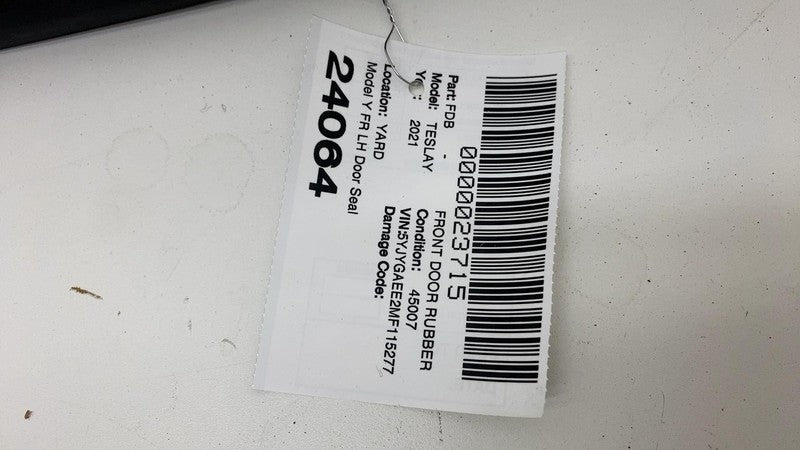 0000023715
Part: FDB - FRONT DOOR RUBBER
Model: TESLAY Condition: 45007
2021 VIN:5YJYGAEE2MF115277
Location: YARD Damage Code:
Model Y FR LH Door Seal
24064